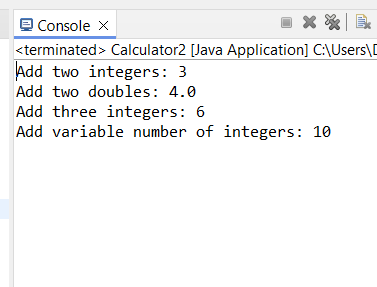 Console
<terminated> Calculator2 [Java Application] C:\Users\
Add two integers: 3
Add two doubles: 4.0
Add three integers: 6
Add variable number of integers: 10